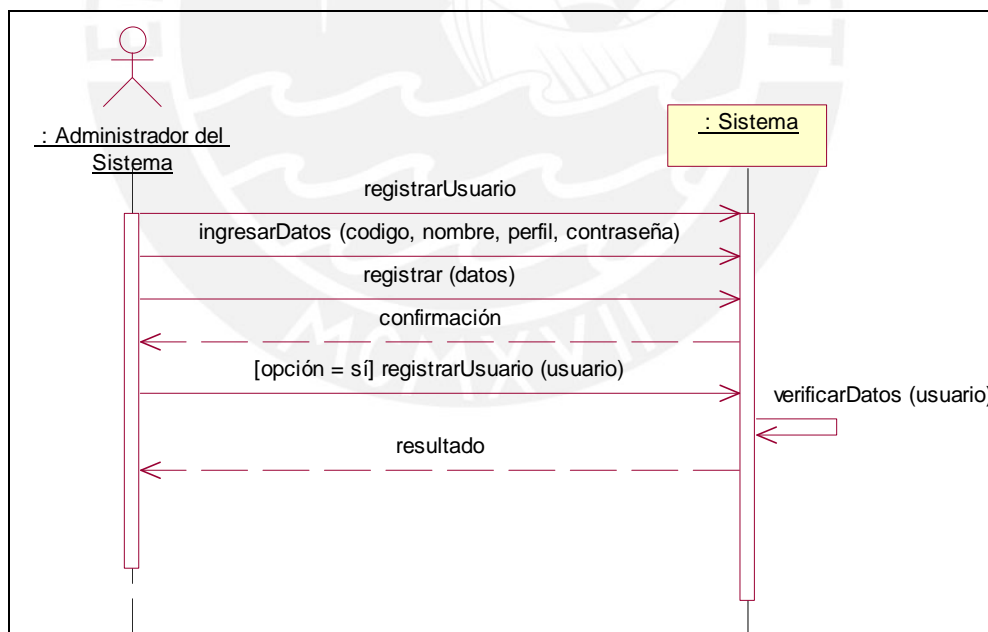 : Administrador del
Sistema
: Sistema
registrarUsuario
ingresarDatos (codigo, nombre, perfil, contraseña)
registrar (datos)
confirmación
[opción = sí] registrarUsuario (usuario)
verificarDatos (usuario)
resultado
MCMXVII